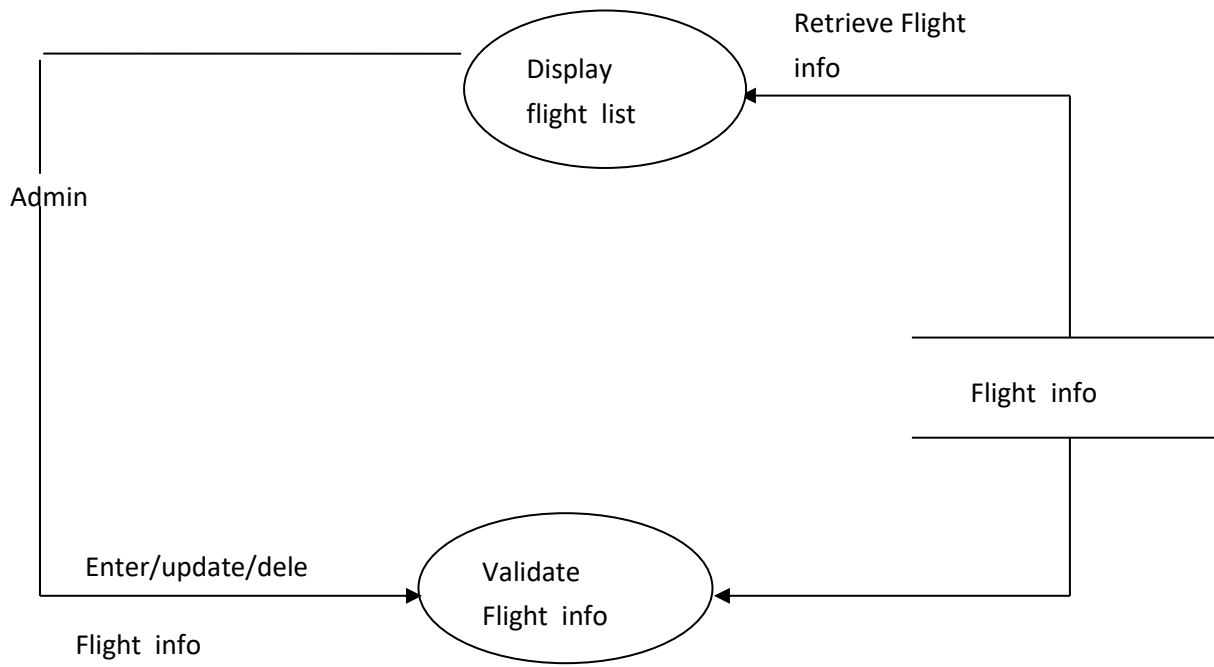 Retrieve Flight
info
Display
flight list
Admin
Flight info
Enter/update/dele
Flight info
Validate
Flight info